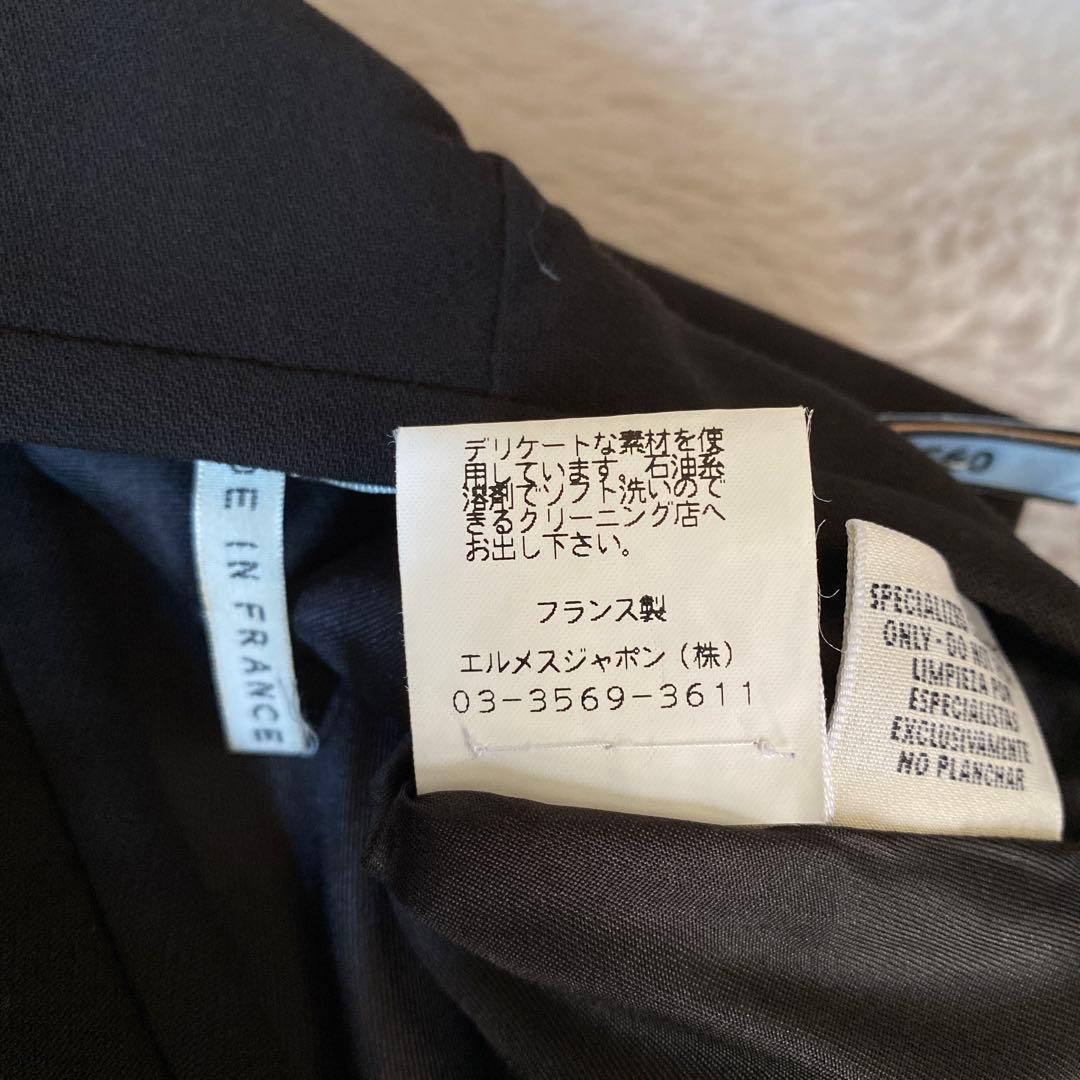 DE IN FRANCE
デリケートな素材を使
用しています。石油系
溶剤でソフト洗いので
きるクリーニング店へ
お出し下さい。
フランス製
エルメスジャポン（株）
03-3569-3611
ONLY - DO
LIMPIEZA POR
ESPECIALISTAS
EXCLUSIVAMENTE
NO PLANCHAR